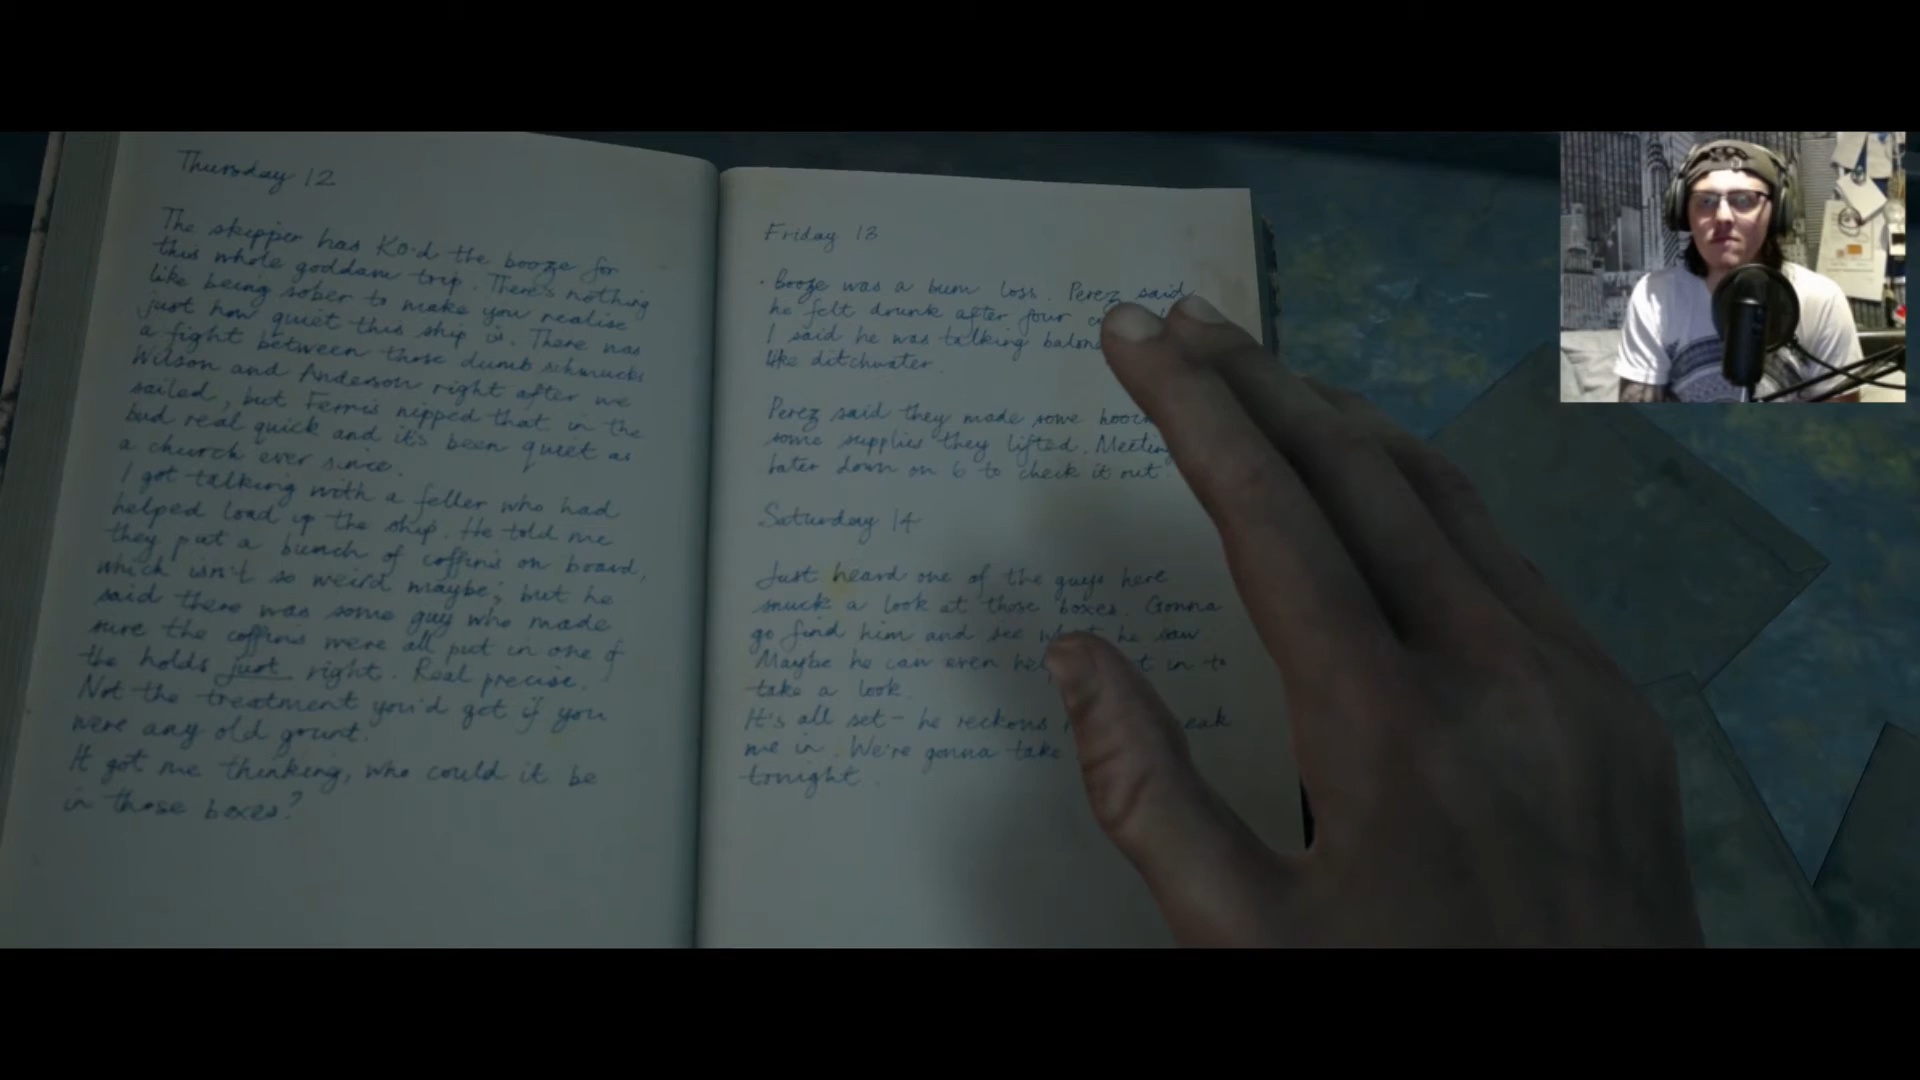 Thursday 12
The skipper has KO'd the booze for
this whole goddam trip. There's nothing
like being sober to make you realise
just how quiet this ship is. There was
a fight between those dumb schmucks
Wilson and Anderson right after we
sailed, but Ferris nipped that in the
bud real quick and it's been quiet as
a church ever since.
I got talking with a feller who had
helped load up the ship. He told me
they put a bunch of coffins on board,
which isn't so weird maybe; but he
said there was some guy who made
sure the coffins were all put in one of
the holds just right. Real precise.
Not the treatment you'd get if you
were any old grunt.
It got me thinking, who could it be
in those boxes?
Friday 13
Booze was a bum loss. Perez said
he felt drunk after four
I said he was talking
like ditchwater.
Perez said they made some
some supplies they lifted. Meeting
later down on 6 to check it out.
Saturday 14
Just heard one of the guys here
snuck a look at those boxes. Gonna
go find him and see what he saw
Maybe he can even in to
take a look.
It's all set - he reckons
me in. We're gonna take
tonight.